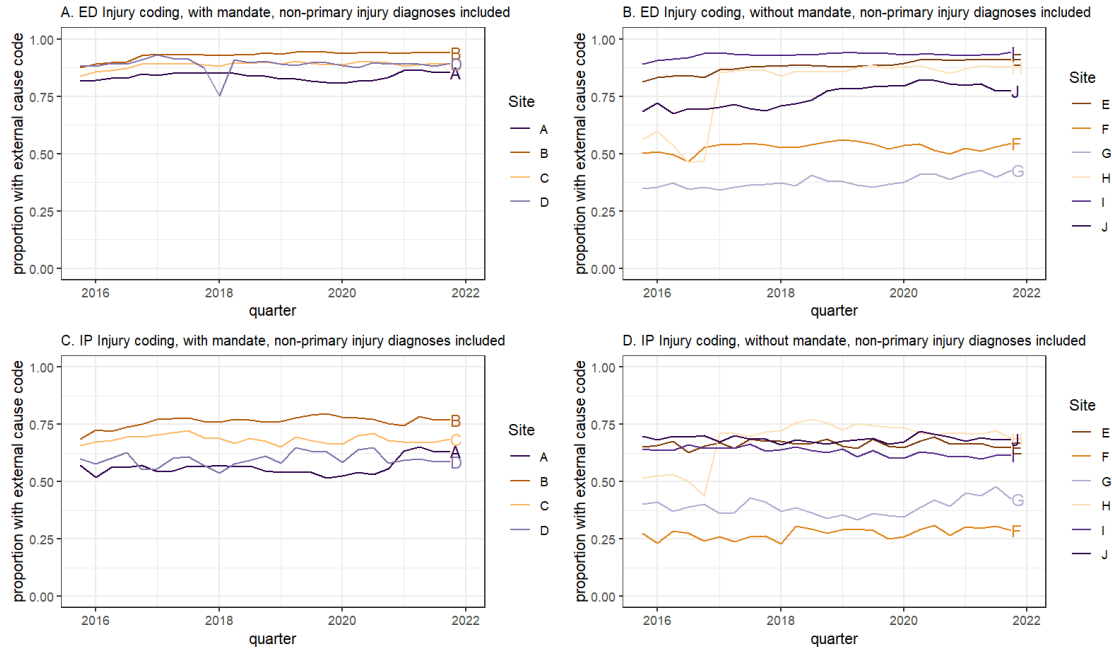 A. ED Injury coding, with mandate, non-primary injury diagnoses included
proportion with external cause code
1.00
0.75
0.50
0.25
0.00
2016 2018 2020 2022
quarter
B
D
A
Site
A
B
C
D
B. ED Injury coding, without mandate, non-primary injury diagnoses included
proportion with external cause code
1.00
0.75
0.50
0.25
0.00
2016 2018 2020 2022
quarter
I
E
H
J
F
G
Site
E
F
G
H
I
J
C. IP Injury coding, with mandate, non-primary injury diagnoses included
proportion with external cause code
1.00
0.75
0.50
0.25
0.00
2016 2018 2020 2022
quarter
B
C
A
D
Site
A
B
C
D
D. IP Injury coding, without mandate, non-primary injury diagnoses included
proportion with external cause code
1.00
0.75
0.50
0.25
0.00
2016 2018 2020 2022
quarter
J
E
I
G
F
Site
E
F
G
H
I
J